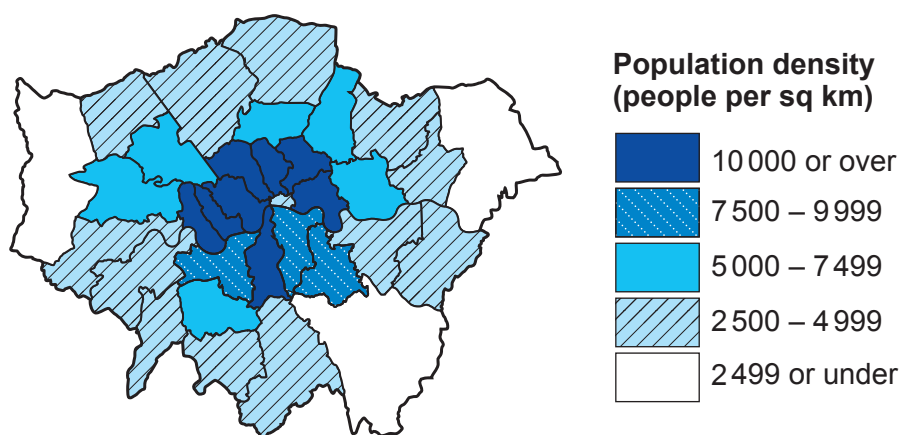 Population density
(people per sq km)
10 000 or over
7 500 – 9 999
5 000 – 7 499
2 500 – 4 999
2 499 or under